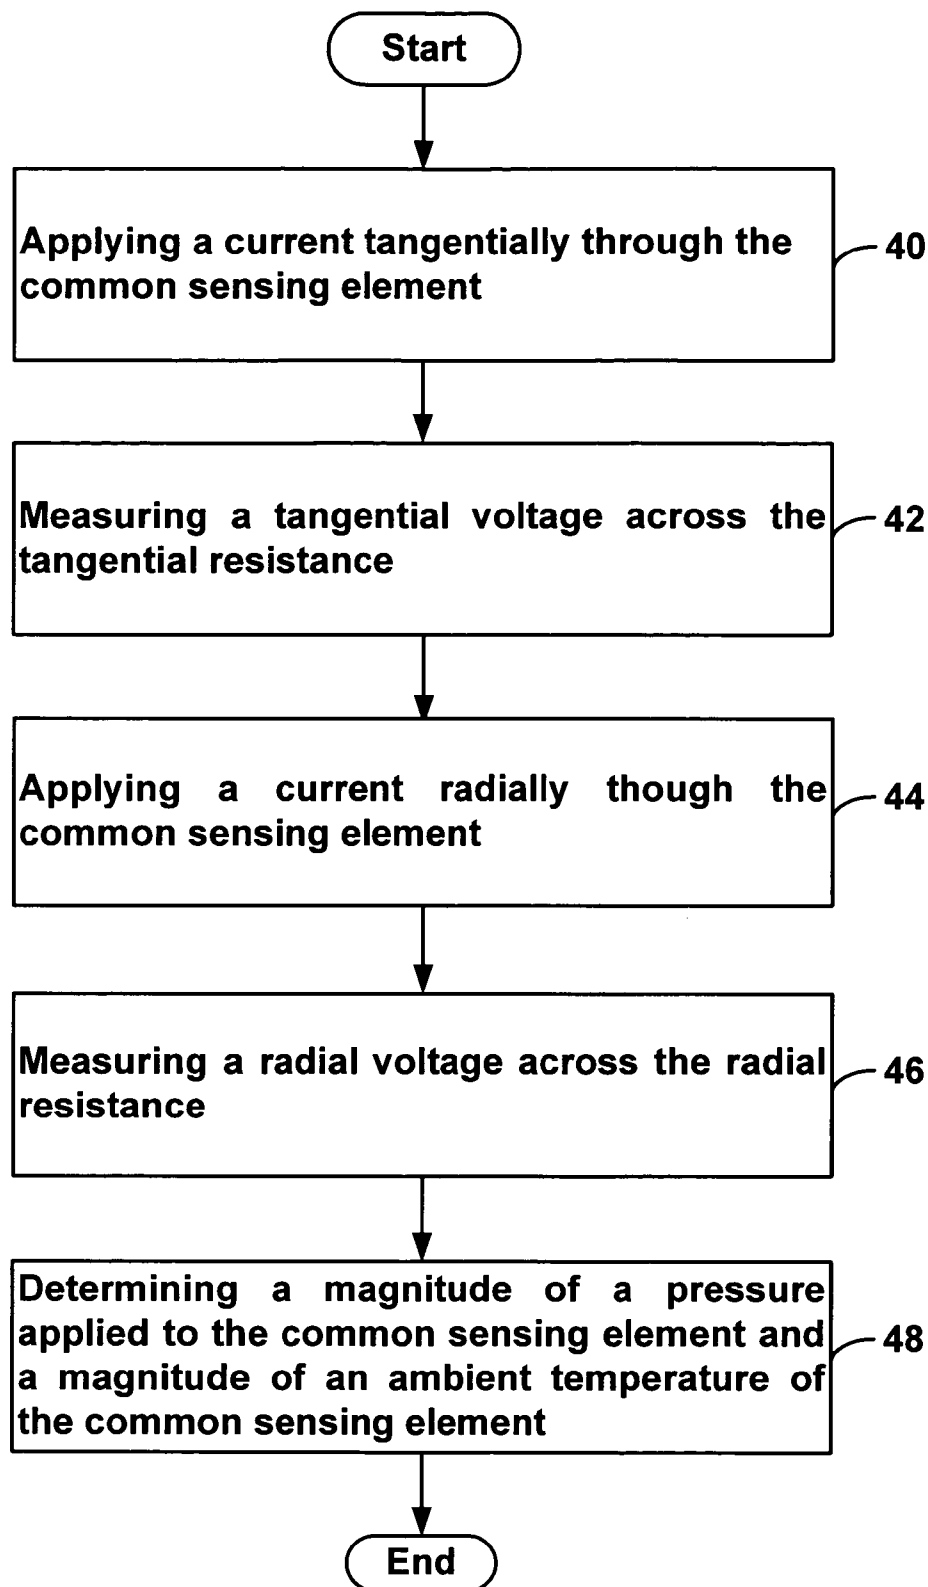 Start
Applying a current tangentially through the
common sensing element
40
Measuring a tangential voltage across the
tangential resistance
42
Applying a current radially though the
common sensing element
44
Measuring a radial voltage across the radial
resistance
46
Determining a magnitude of a pressure
applied to the common sensing element and
a magnitude of an ambient temperature of
the common sensing element
48
End